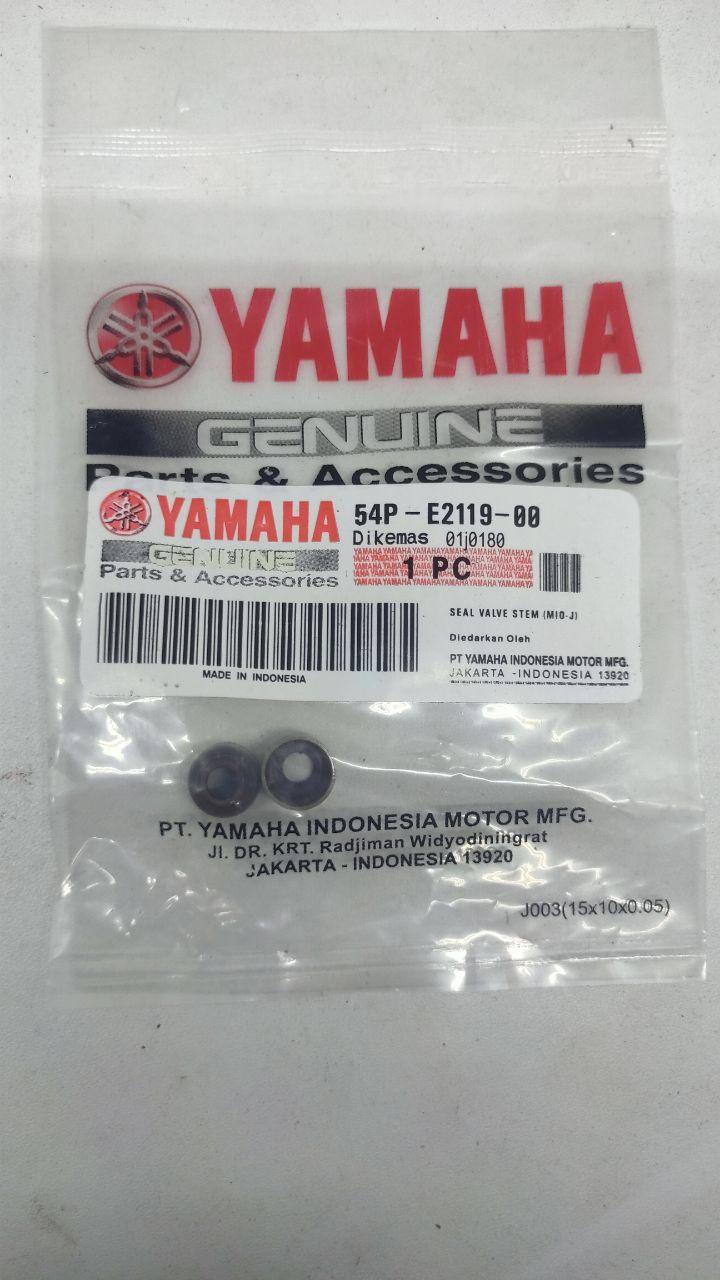 YAMAHA
GENUINE
Parts & Accessories
YAMAHA
GENUINE
Parts & Accessories
54P-E2119-00
Dikemas 01j0180
1 PC
SEAL VALVE STEM (MIO-J)
Diedarkan Oleh
PT YAMAHA INDONESIA MOTOR MFG.
JAKARTA -INDONESIA 13920
MADE IN INDONESIA
PT. YAMAHA INDONESIA MOTOR MFG.
Jl. DR. KRT. Radjiman Widyodiningrat
JAKARTA - INDONESIA 13920
J003(15x10x0.05)